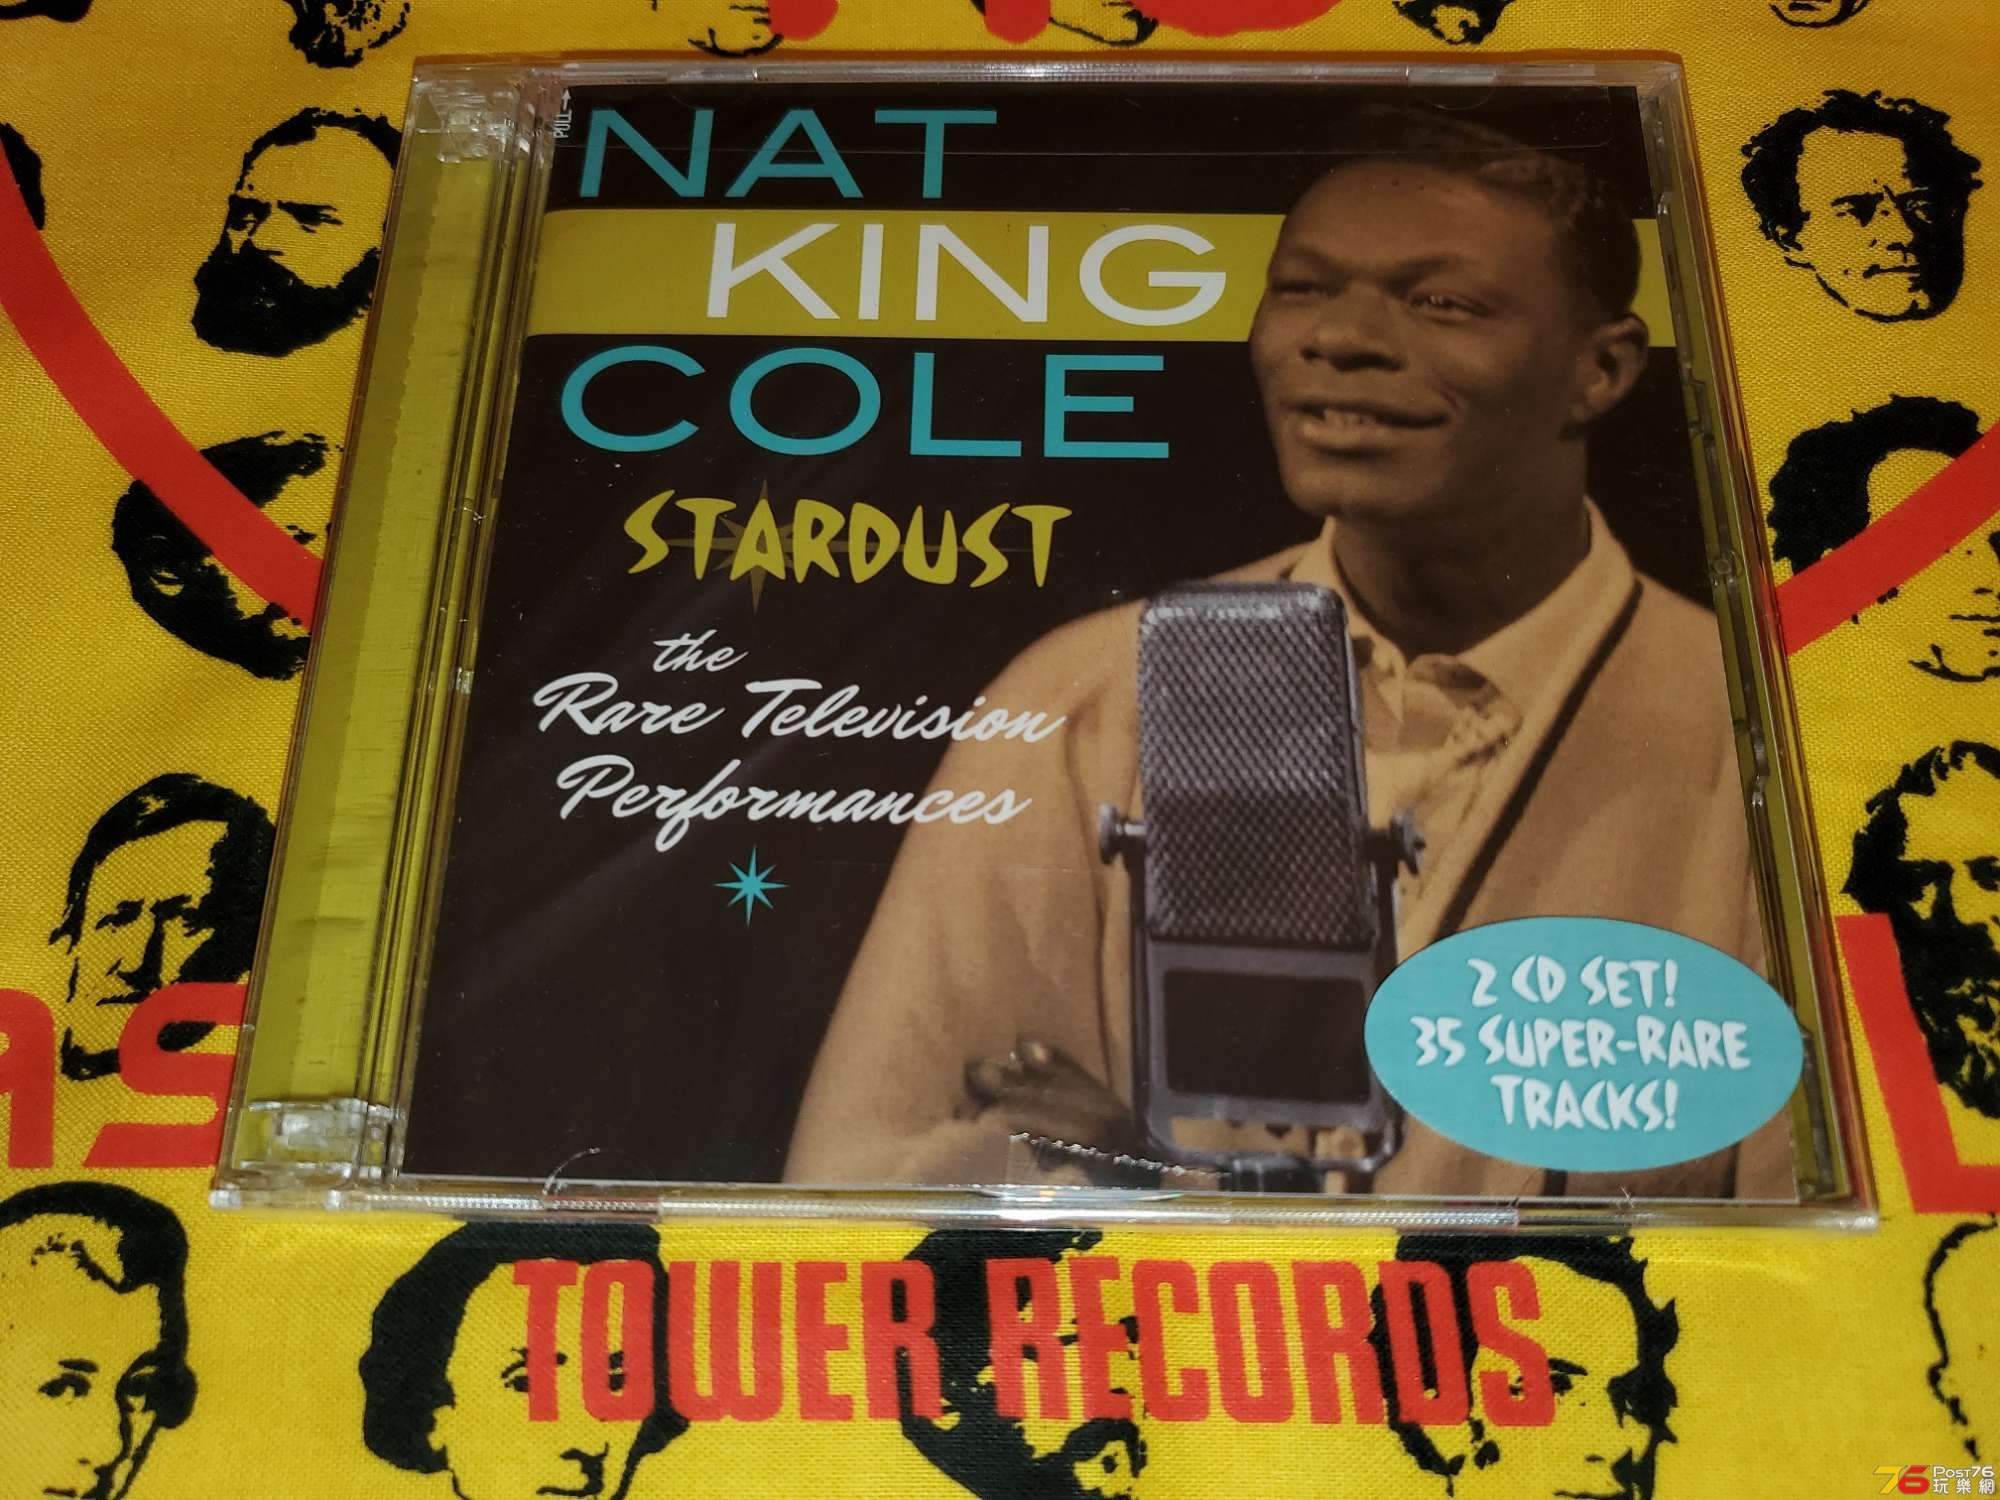 PULL→
NAT
KING
COLE
STARDUST
the
Rare Television
Performances
2 CD SET!
35 SUPER-RARE
TRACKS!
TOWER RECORDS
POST76
玩樂網